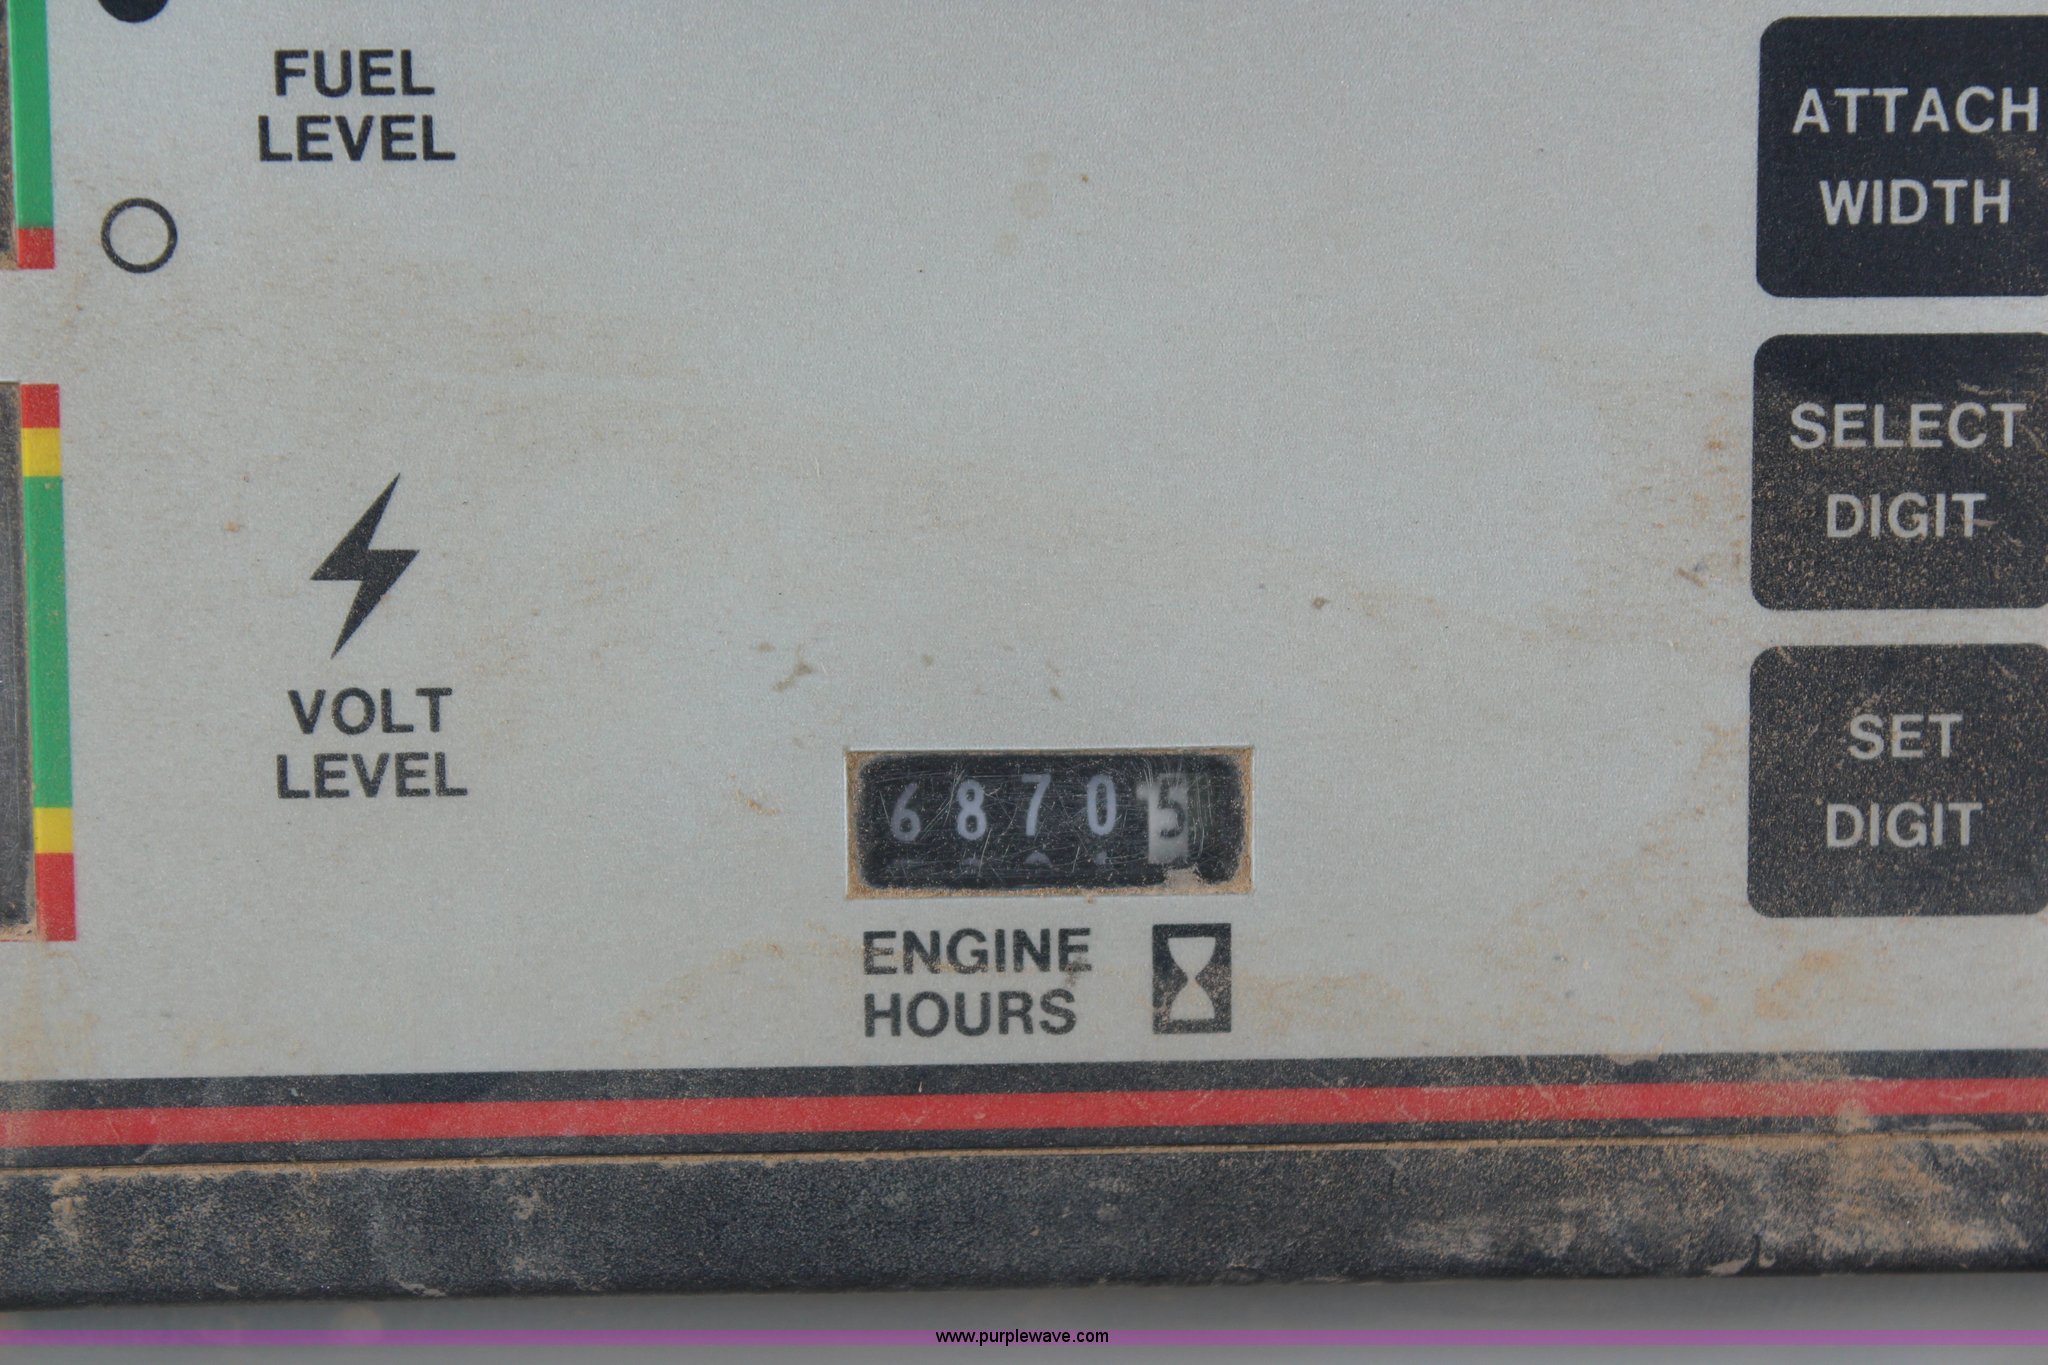 FUEL
LEVEL
ATTACH
WIDTH
SELECT
DIGIT
VOLT
LEVEL
SET
DIGIT
68705
ENGINE
HOURS
www.purplewave.com